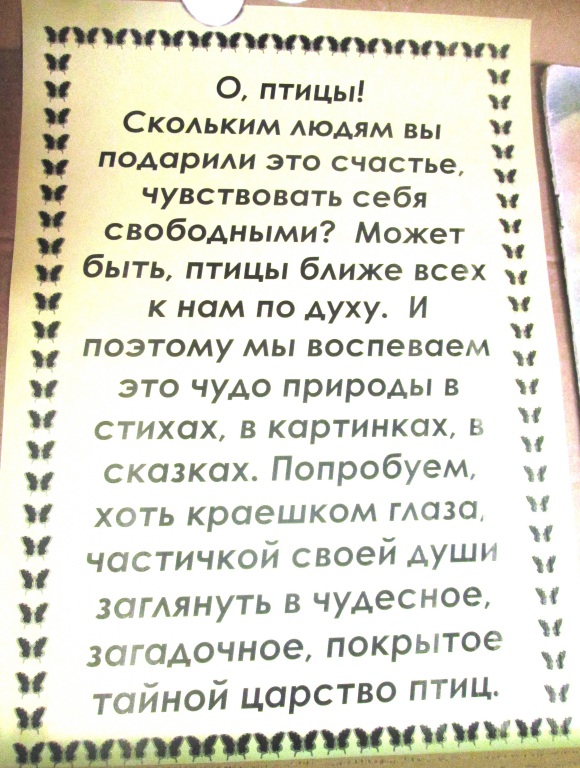 О, птицы!
Скольким людям вы
подарили это счастье,
чувствовать себя
свободными? Может
быть, птицы ближе всех
к нам по духу. И
поэтому мы воспеваем
это чудо природы в
стихах, в картинках, в
сказках. Попробуем,
хоть краешком глаза,
частичкой своей души
заглянуть в чудесное,
загадочное, покрытое
тайной царство птиц.